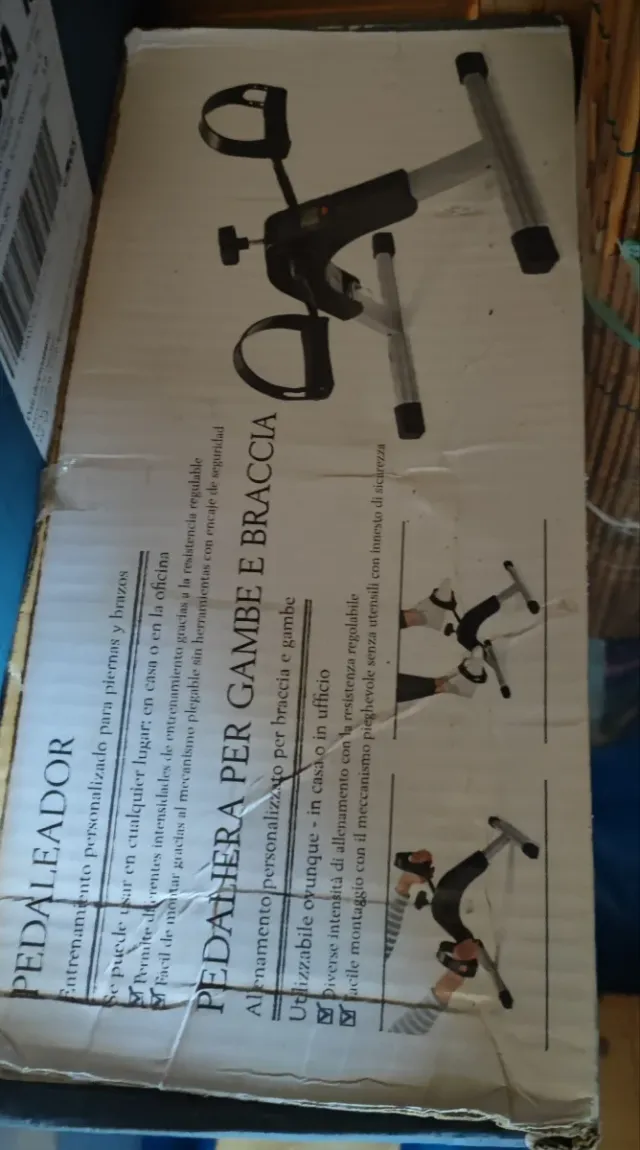 PEDALEADOR
Entrenamiento personalizado para piernas y brazos
Se puede usar en cualquier lugar: en casa o en la oficina
Permite diferentes intensidades de entrenamiento gracias a la resistencia regulable
Fácil de montar gracias al mecanismo plegable sin herramientas con encaje de seguridad
PEDALIERA PER GAMBE E BRACCIA
Allenamento personalizzato per braccia e gambe
Utilizzabile ovunque - in casa o in ufficio
Diverse intensità di allenamento con la resistenza regolabile
Facile montaggio con il meccanismo pieghevole senza utensili con innesto di sicurezza